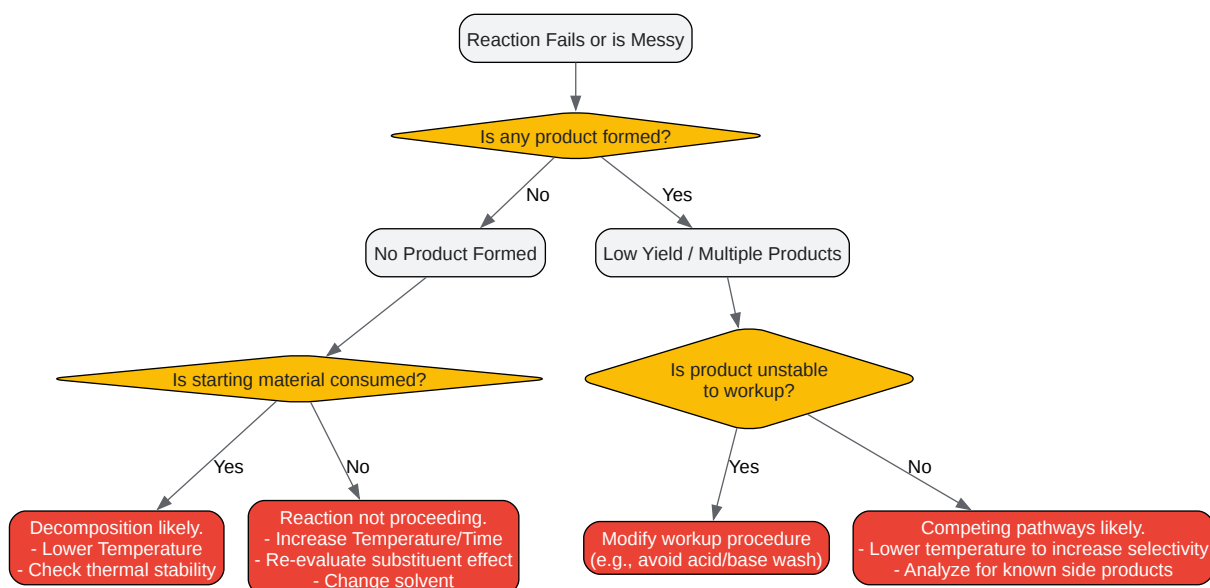 Reaction Fails or is Messy
Is any product formed?
No
Yes
No Product Formed
Low Yield / Multiple Products
Is starting material consumed?
Is product unstable
to workup?
Yes
No
Yes
No
Decomposition likely.
- Lower Temperature
- Check thermal stability
Reaction not proceeding.
- Increase Temperature/Time
- Re-evaluate substituent effect
- Change solvent
Modify workup procedure
(e.g., avoid acid/base wash)
Competing pathways likely.
- Lower temperature to increase selectivity
- Analyze for known side products